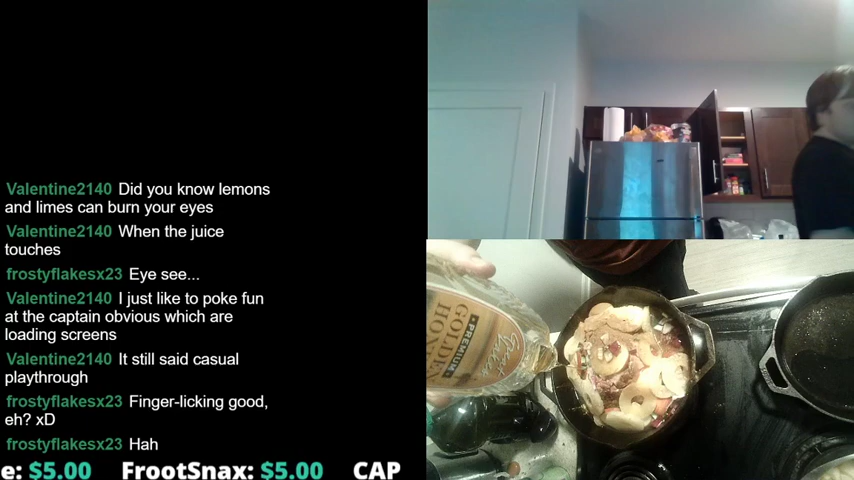 Valentine2140 Did you know lemons
and limes can burn your eyes
Valentine2140 When the juice
touches
frostyflakesx23 Eye see...
Valentine2140 I just like to poke fun
at the captain obvious which are
loading screens
Valentine2140 It still said casual
playthrough
frostyflakesx23 Finger-licking good,
eh? xD
frostyflakesx23 Hah
e: $5.00 FrootSnax: $5.00 CAP
PREMIUM
GOLDEN
HONEY